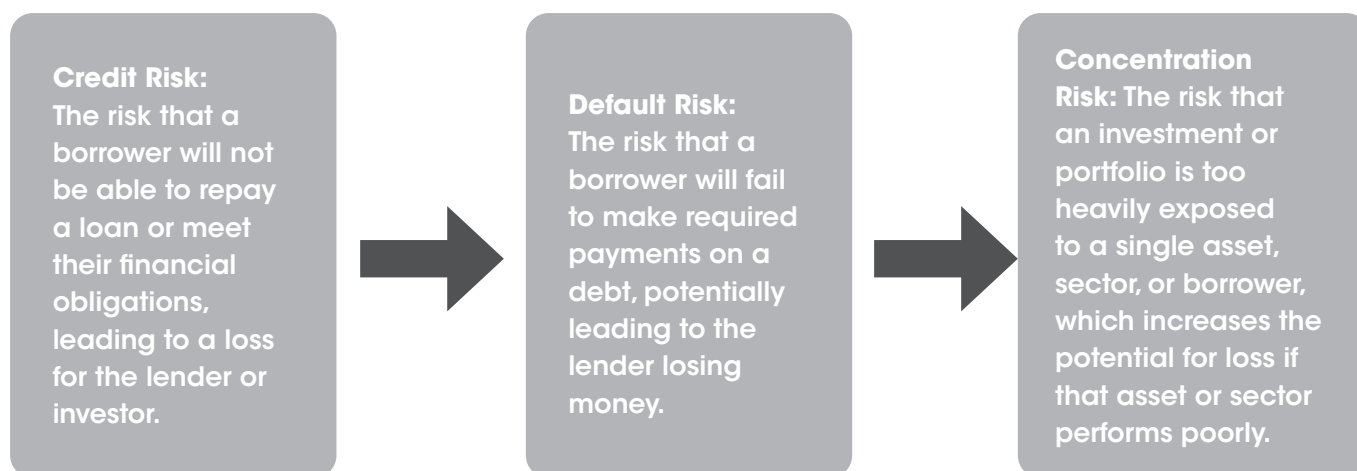 Credit Risk:
The risk that a
borrower will not
be able to repay
a loan or meet
their financial
obligations,
leading to a loss
for the lender or
investor.
Default Risk:
The risk that a
borrower will fail
to make required
payments on a
debt, potentially
leading to the
lender losing
money.
Concentration
Risk: The risk that
an investment or
portfolio is too
heavily exposed
to a single asset,
sector, or borrower,
which increases the
potential for loss if
that asset or sector
performs poorly.